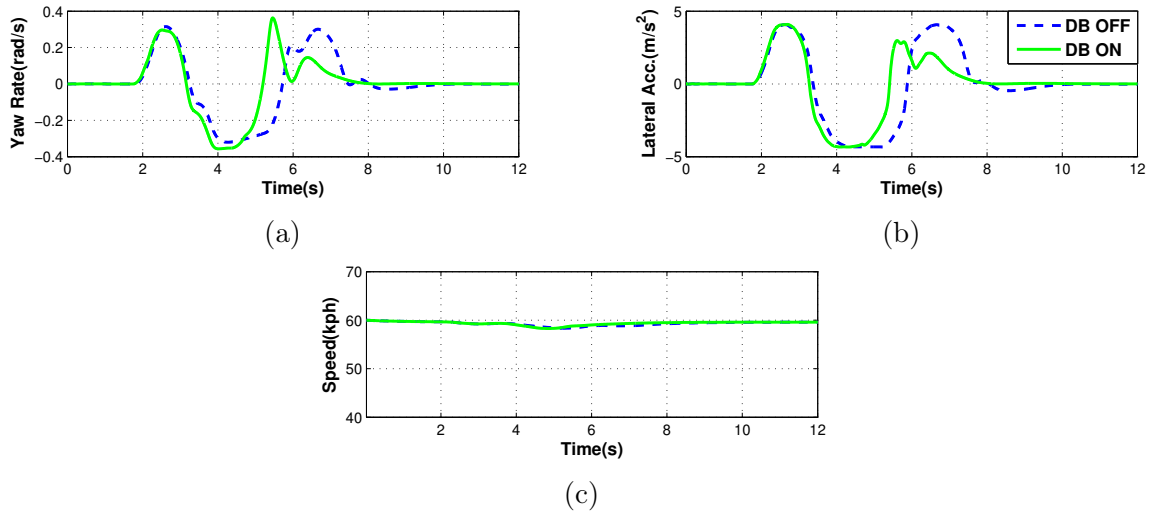 0.4
0.2
0
−0.2
−0.4
Yaw Rate(rad/s)
0 2 4 6 8 10 12
Time(s)
(a)
5
0
−5
Lateral Acc.(m/s²)
0 2 4 6 8 10 12
Time(s)
DB OFF
DB ON
(b)
70
60
50
40
Speed(kph)
2 4 6 8 10 12
Time(s)
(c)